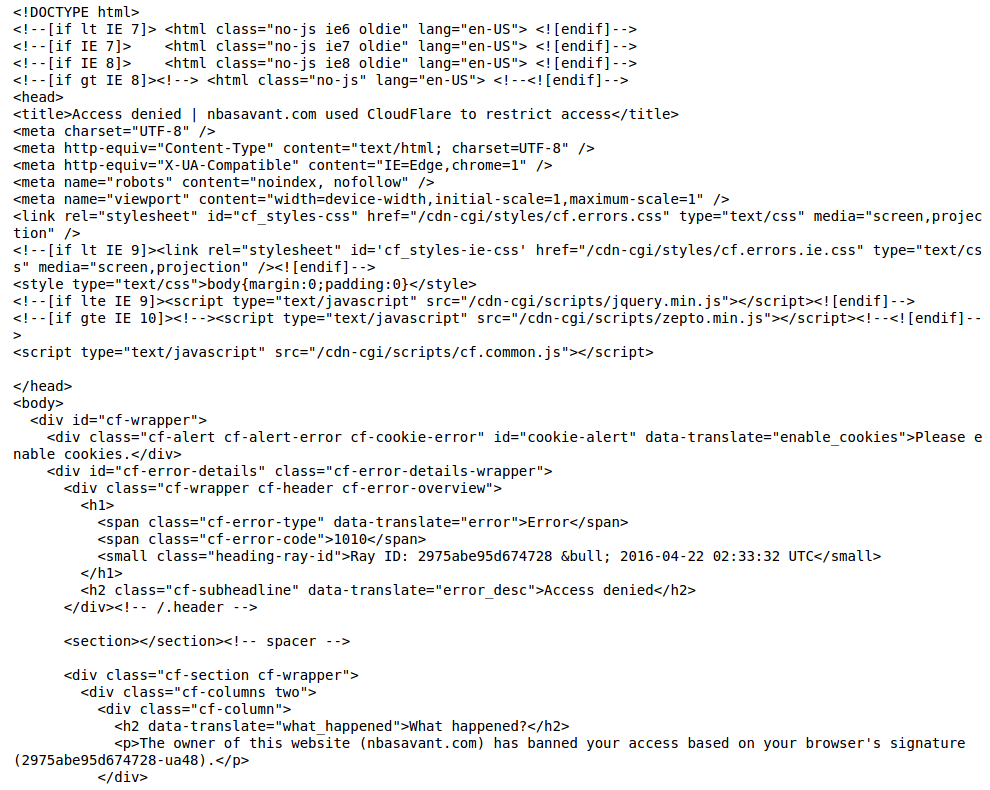 <!DOCTYPE html>
<!--[if lt IE 7]> <html class="no-js ie6 oldie" lang="en-US"> <![endif]-->
<!--[if IE 7]>    <html class="no-js ie7 oldie" lang="en-US"> <![endif]-->
<!--[if IE 8]>    <html class="no-js ie8 oldie" lang="en-US"> <![endif]-->
<!--[if gt IE 8]><!--> <html class="no-js" lang="en-US"> <!--<![endif]-->
<head>
<title>Access denied | nbasavant.com used CloudFlare to restrict access</title>
<meta charset="UTF-8" />
<meta http-equiv="Content-Type" content="text/html; charset=UTF-8" />
<meta http-equiv="X-UA-Compatible" content="IE=Edge,chrome=1" />
<meta name="robots" content="noindex, nofollow" />
<meta name="viewport" content="width=device-width,initial-scale=1,maximum-scale=1" />
<link rel="stylesheet" id="cf_styles-css" href="/cdn-cgi/styles/cf.errors.css" type="text/css" media="screen,projec
tion" />
<!--[if lt IE 9]><link rel="stylesheet" id='cf_styles-ie-css' href="/cdn-cgi/styles/cf.errors.ie.css" type="text/cs
s" media="screen,projection" /><![endif]-->
<style type="text/css">body{margin:0;padding:0}</style>
<!--[if lte IE 9]><script type="text/javascript" src="/cdn-cgi/scripts/jquery.min.js"></script><![endif]-->
<!--[if gte IE 10]><!--><script type="text/javascript" src="/cdn-cgi/scripts/zepto.min.js"></script><!--<![endif]--
>
<script type="text/javascript" src="/cdn-cgi/scripts/cf.common.js"></script>

</head>
<body>
  <div id="cf-wrapper">
    <div class="cf-alert cf-alert-error cf-cookie-error" id="cookie-alert" data-translate="enable_cookies">Please e
nable cookies.</div>
    <div id="cf-error-details" class="cf-error-details-wrapper">
      <div class="cf-wrapper cf-header cf-error-overview">
        <h1>
          <span class="cf-error-type" data-translate="error">Error</span>
          <span class="cf-error-code">1010</span>
          <small class="heading-ray-id">Ray ID: 2975abe95d674728 &bull; 2016-04-22 02:33:32 UTC</small>
        </h1>
        <h2 class="cf-subheadline" data-translate="error_desc">Access denied</h2>
      </div><!-- /.header -->

      <section></section><!-- spacer -->

      <div class="cf-section cf-wrapper">
        <div class="cf-columns two">
          <div class="cf-column">
            <h2 data-translate="what_happened">What happened?</h2>
            <p>The owner of this website (nbasavant.com) has banned your access based on your browser's signature
(2975abe95d674728-ua48).</p>
          </div>